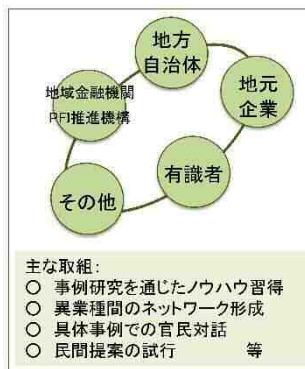 地方
自治体
地域金融機関
PFI推進機構
地元
企業
有識者
その他
主な取組:
○ 事例研究を通じたノウハウ習得
○ 異業種間のネットワーク形成
○ 具体事例での官民対話
○ 民間提案の試行 等